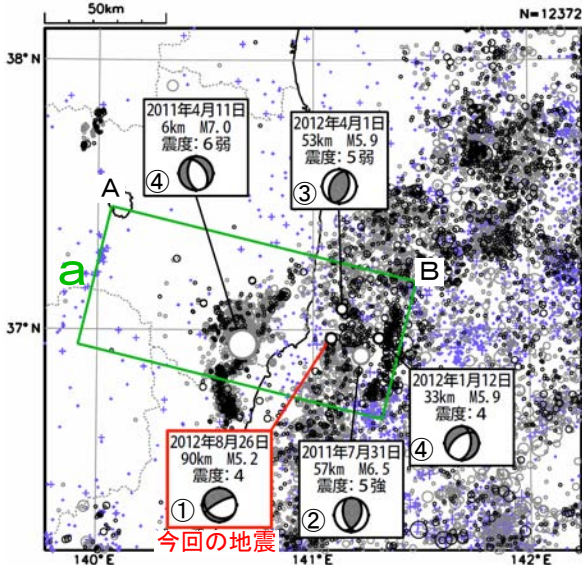 50km
N=12372
38°N
2011年4月11日
6km M7.0
震度：6弱
④
2012年4月1日
53km M5.9
震度：5弱
③
A
a
B
37°N
2012年1月12日
33km M5.9
震度：4
④
2012年8月26日
90km M5.2
震度：4
①
2011年7月31日
57km M6.5
震度：5強
②
今回の地震
140°E
141°E
142°E